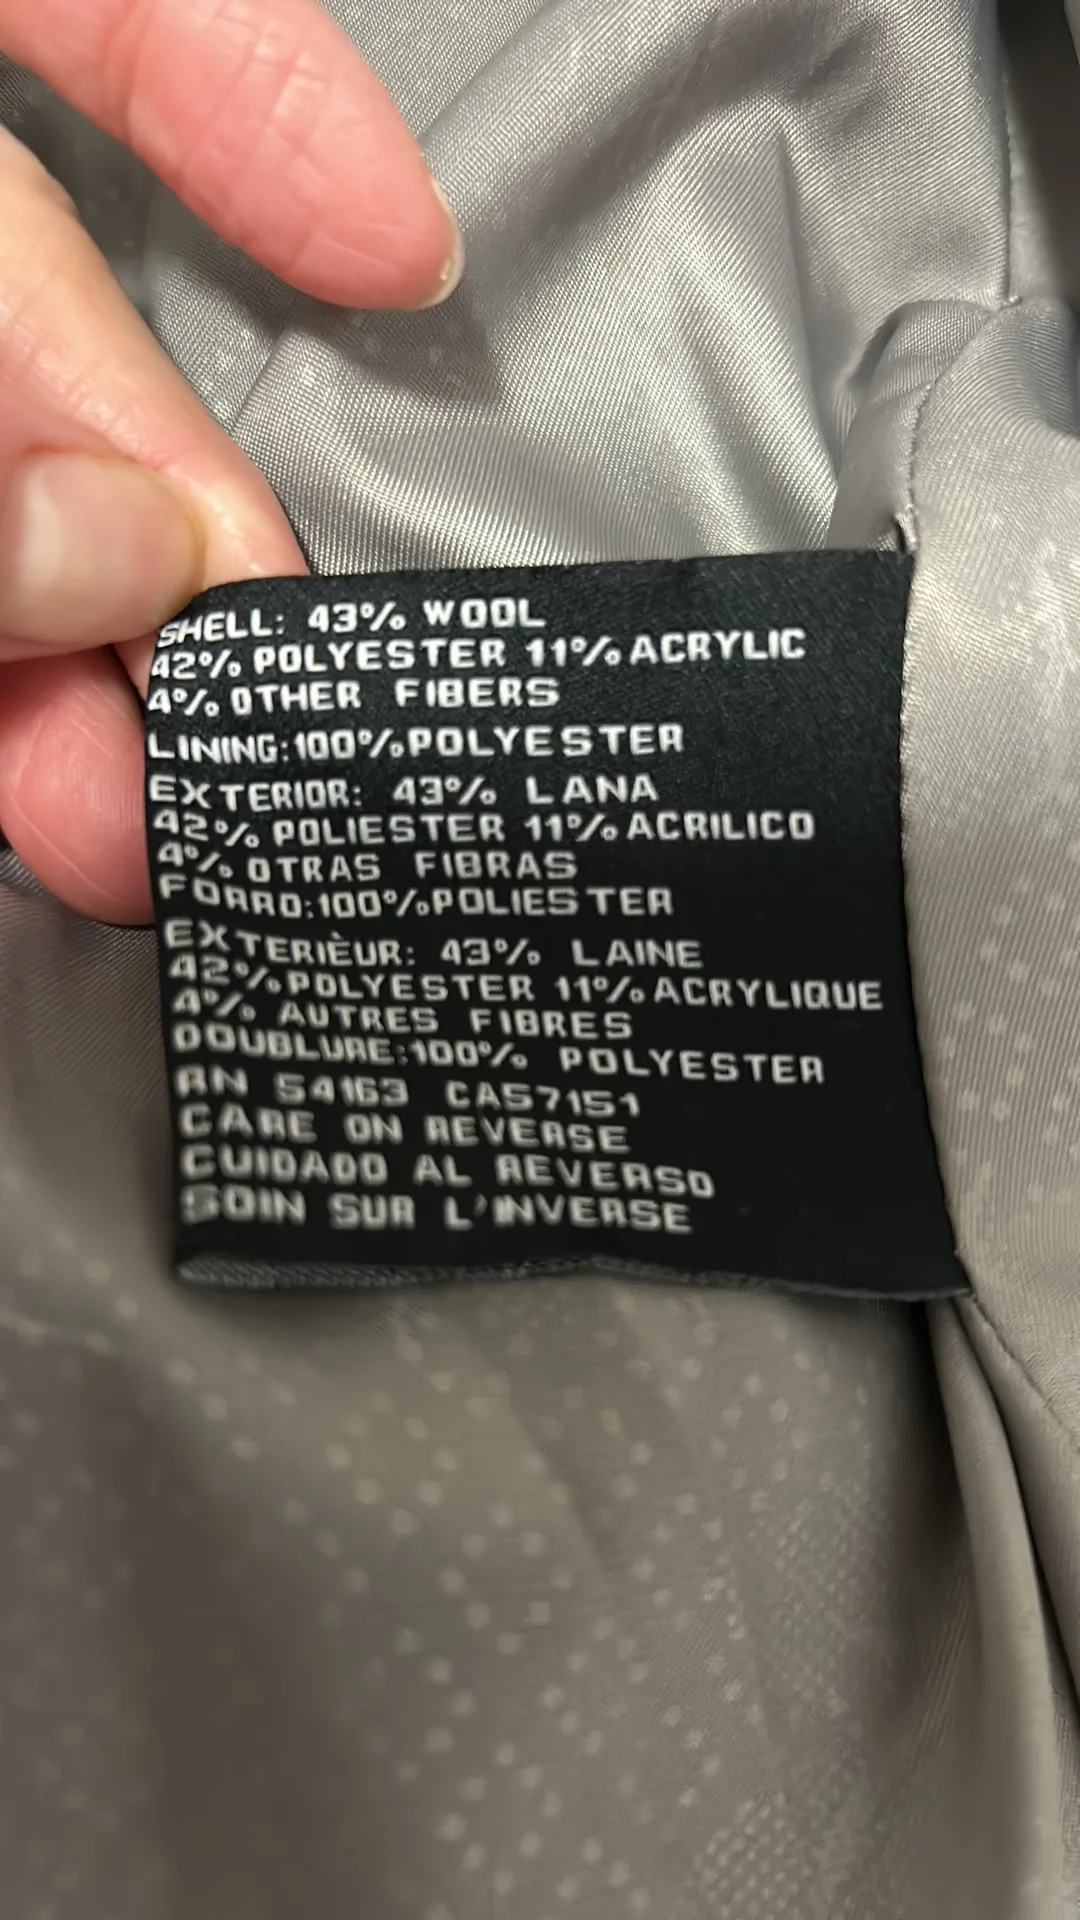 SHELL: 43% WOOL
42% POLYESTER 11% ACRYLIC
4% OTHER FIBERS
LINING:100% POLYESTER
EXTERIOR: 43% LANA
42% POLIESTER 11% ACRILICO
4% OTRAS FIBRAS
FORRO:100% POLIESTER
EXTERIÈUR: 43% LAINE
42% POLYESTER 11% ACRYLIQUE
4% AUTRES FIBRES
DOUBLURE:100% POLYESTER
RN 54163 CA57151
CARE ON REVERSE
CUIDADO AL REVERSO
SOIN SUR L'INVERSE